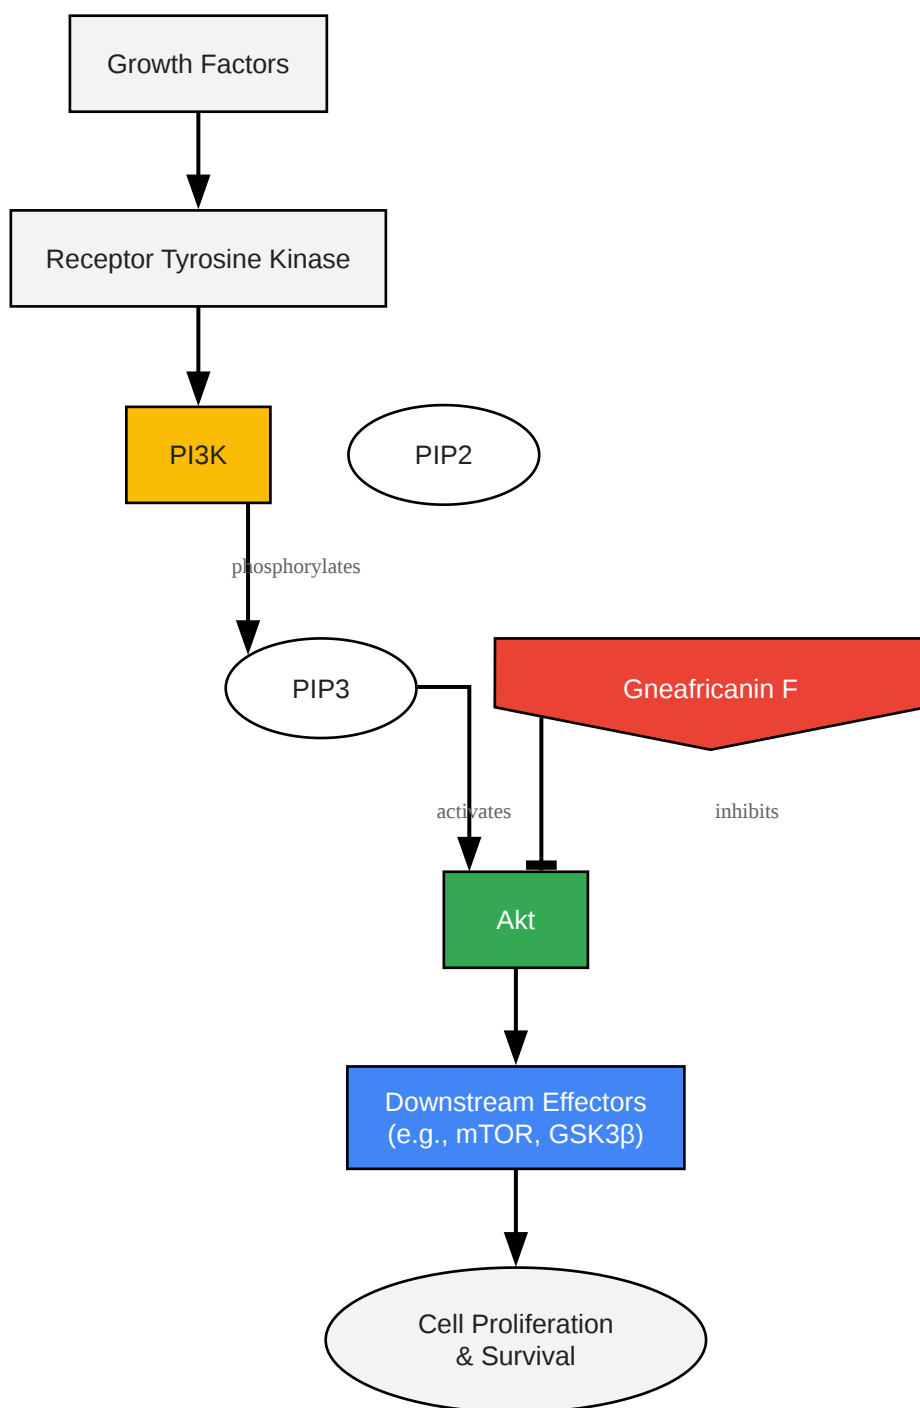 Growth Factors
Receptor Tyrosine Kinase
PI3K
PIP2
phosphorylates
PIP3
Gneafricanin F
activates
inhibits
Akt
Downstream Effectors
(e.g., mTOR, GSK3β)
Cell Proliferation
& Survival